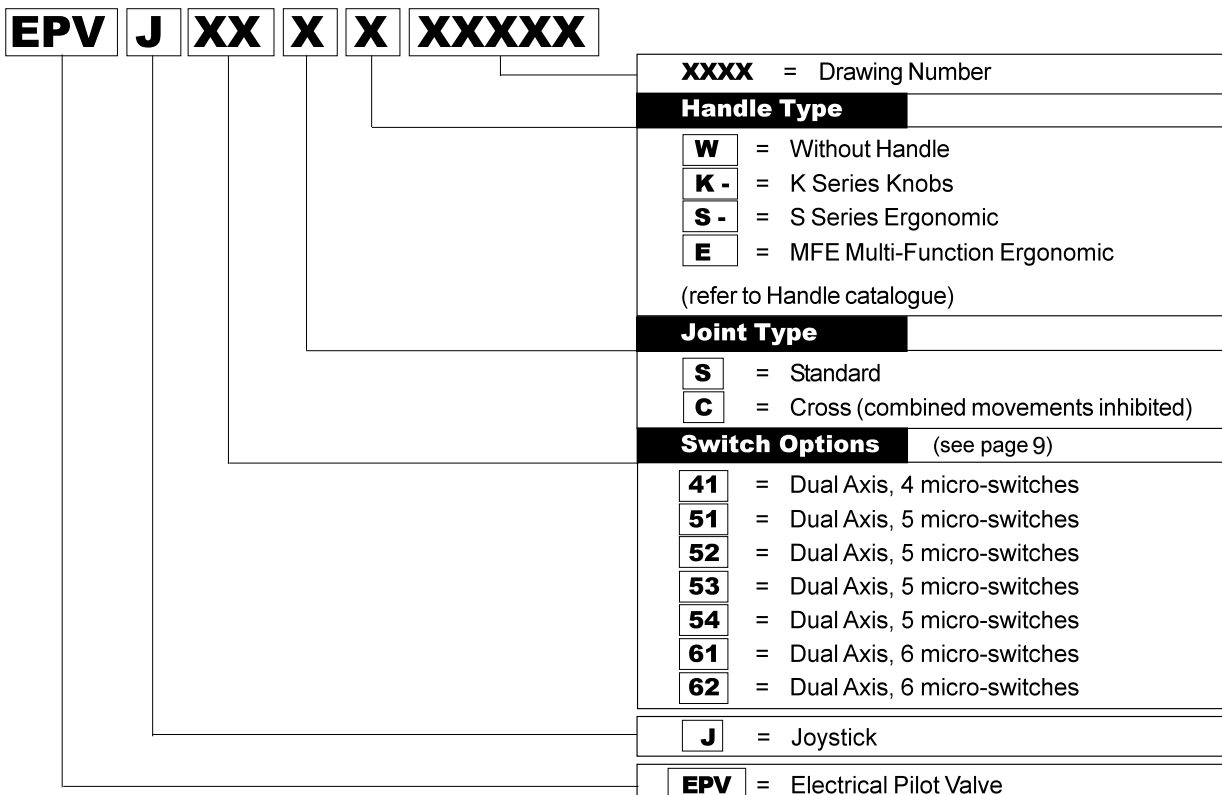 EPV J XX X X XXXXX
XXXX = Drawing Number
Handle Type
W = Without Handle
K - = K Series Knobs
S - = S Series Ergonomic
E = MFE Multi-Function Ergonomic
(refer to Handle catalogue)
Joint Type
S = Standard
C = Cross (combined movements inhibited)
Switch Options (see page 9)
41 = Dual Axis, 4 micro-switches
51 = Dual Axis, 5 micro-switches
52 = Dual Axis, 5 micro-switches
53 = Dual Axis, 5 micro-switches
54 = Dual Axis, 5 micro-switches
61 = Dual Axis, 6 micro-switches
62 = Dual Axis, 6 micro-switches
J = Joystick
EPV = Electrical Pilot Valve